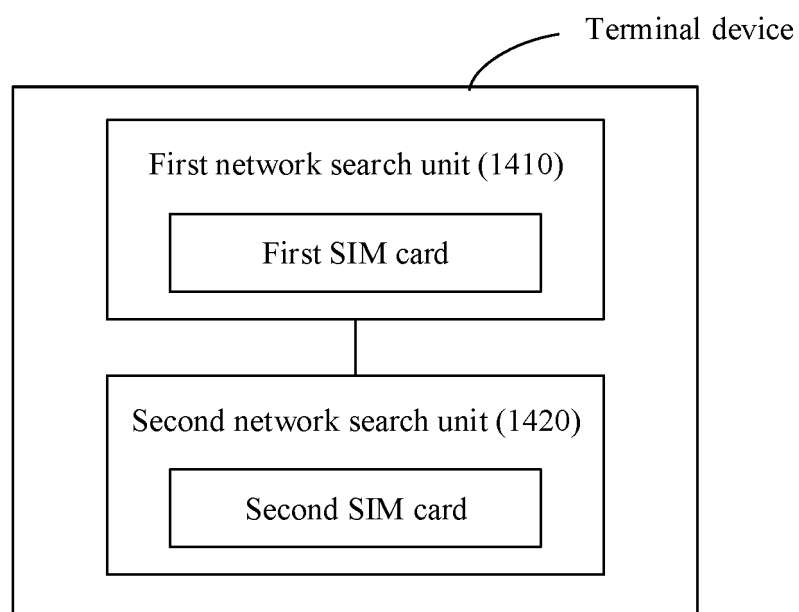 Terminal device
First network search unit (1410)
First SIM card
Second network search unit (1420)
Second SIM card